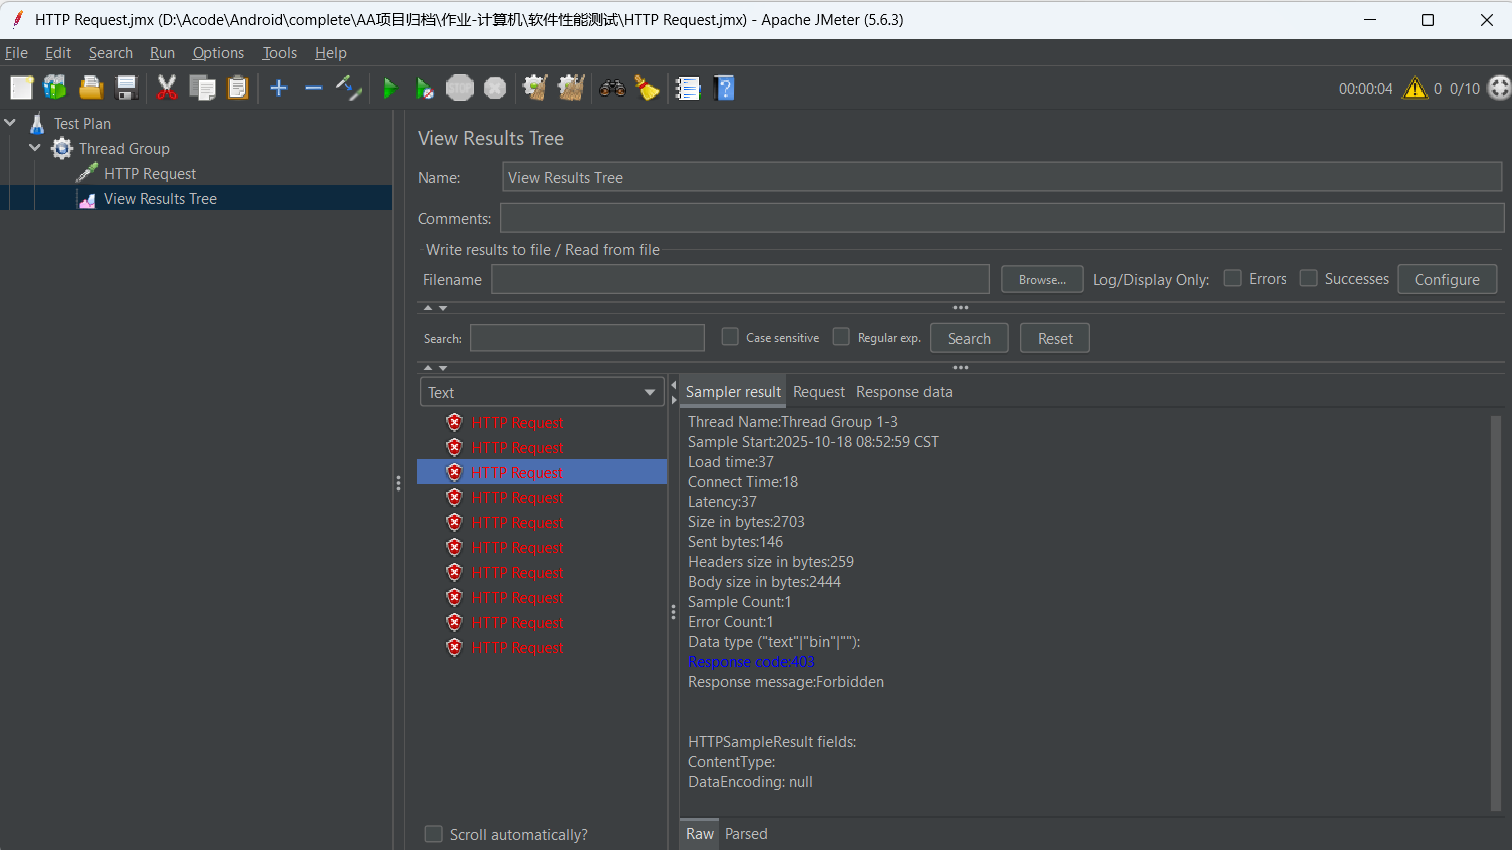 HTTP Request.jmx (D:\Acode\Android\complete\AA项目归档\作业-计算机\软件性能测试\HTTP Request.jmx) - Apache JMeter (5.6.3)
File Edit Search Run Options Tools Help
STOP
00:00:04 0 0/10
Test Plan
Thread Group
HTTP Request
View Results Tree
View Results Tree
Name: View Results Tree
Comments:
Write results to file / Read from file
Filename Browse... Log/Display Only: Errors Successes Configure
Search: Case sensitive Regular exp. Search Reset
Text
HTTP Request
HTTP Request
HTTP Request
HTTP Request
HTTP Request
HTTP Request
HTTP Request
HTTP Request
HTTP Request
HTTP Request
Scroll automatically?
Sampler result Request Response data
Thread Name:Thread Group 1-3
Sample Start:2025-10-18 08:52:59 CST
Load time:37
Connect Time:18
Latency:37
Size in bytes:2703
Sent bytes:146
Headers size in bytes:259
Body size in bytes:2444
Sample Count:1
Error Count:1
Data type ("text"|"bin"|""):
Response code:403
Response message:Forbidden
HTTPSampleResult fields:
ContentType:
DataEncoding: null
Raw Parsed